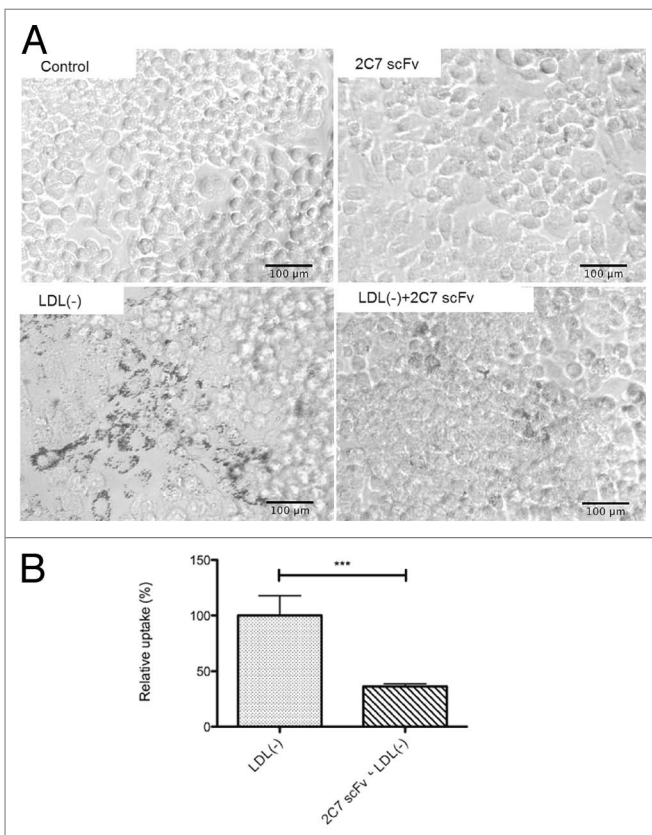 A
Control
2C7 scFv
100 µm
100 µm
LDL(-)
LDL(-)+2C7 scFv
100 µm
100 µm
B
Relative uptake (%)
150
100
50
0
***
LDL(-)
2C7 scFv + LDL(-)